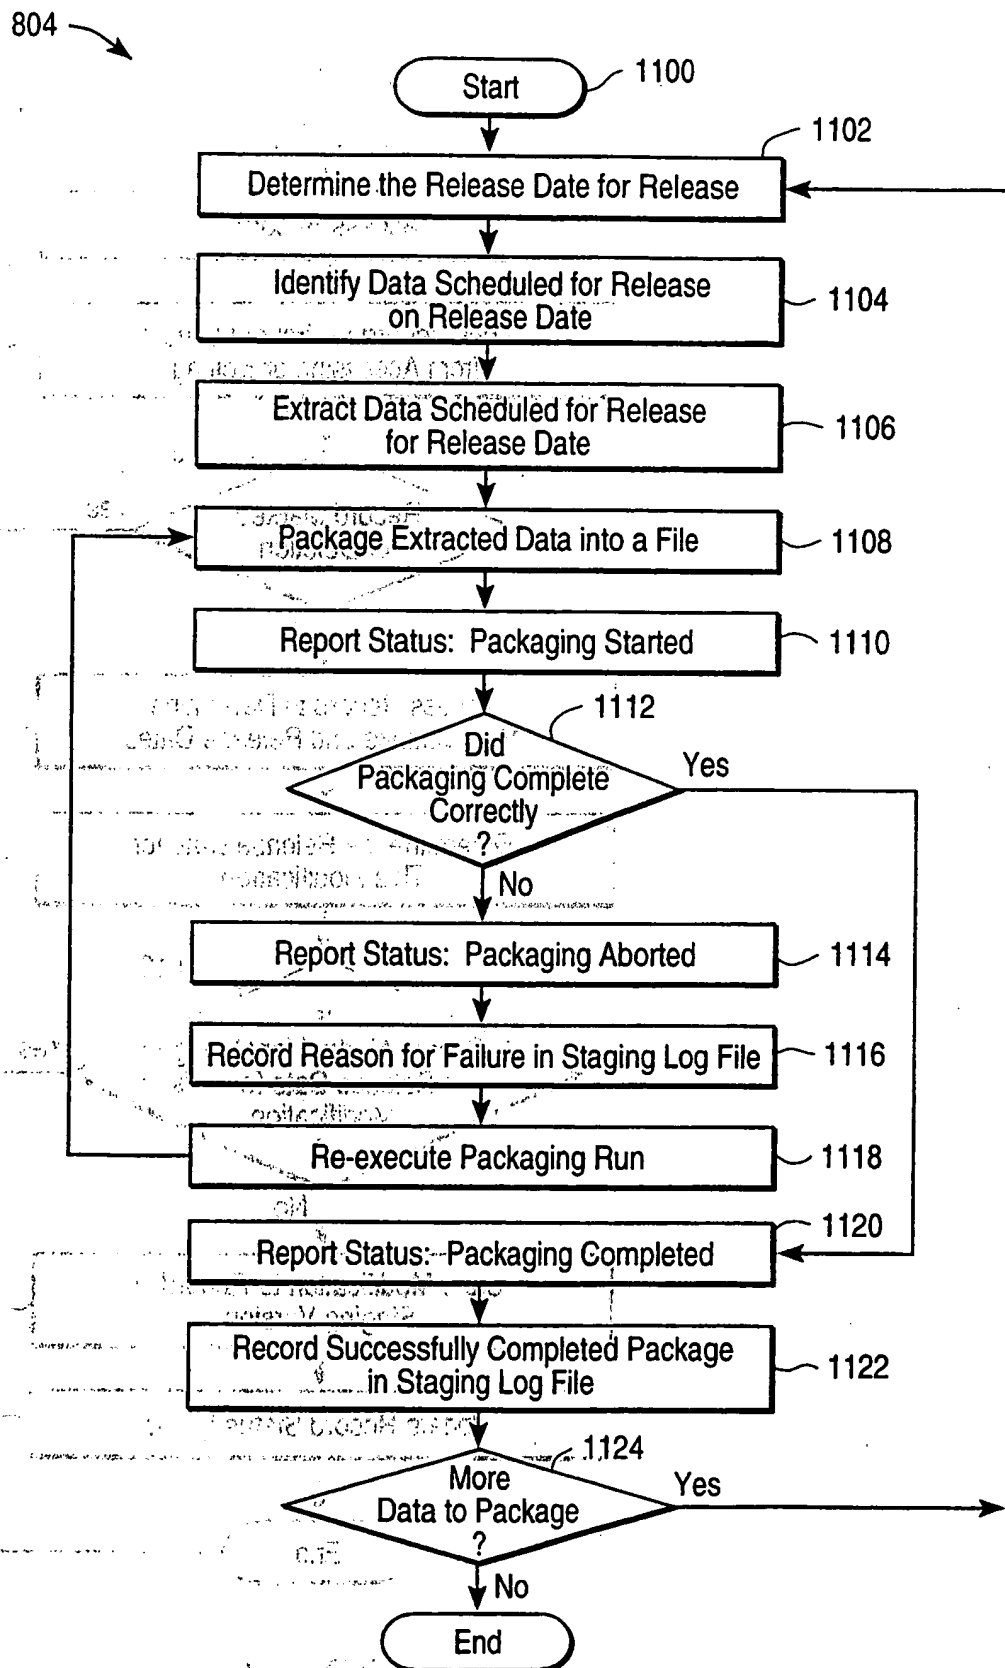 804
Start
1100
1102
Determine the Release Date for Release
Identify Data Scheduled for Release
on Release Date
1104
Extract Data Scheduled for Release
for Release Date
1106
Package Extracted Data into a File
1108
Report Status: Packaging Started
1110
1112
Did
Packaging Complete
Correctly
?
Yes
No
Report Status: Packaging Aborted
1114
Record Reason for Failure in Staging Log File
1116
Re-execute Packaging Run
1118
1120
Report Status: Packaging Completed
Record Successfully Completed Package
in Staging Log File
1122
1124
More
Data to Package
?
Yes
No
End